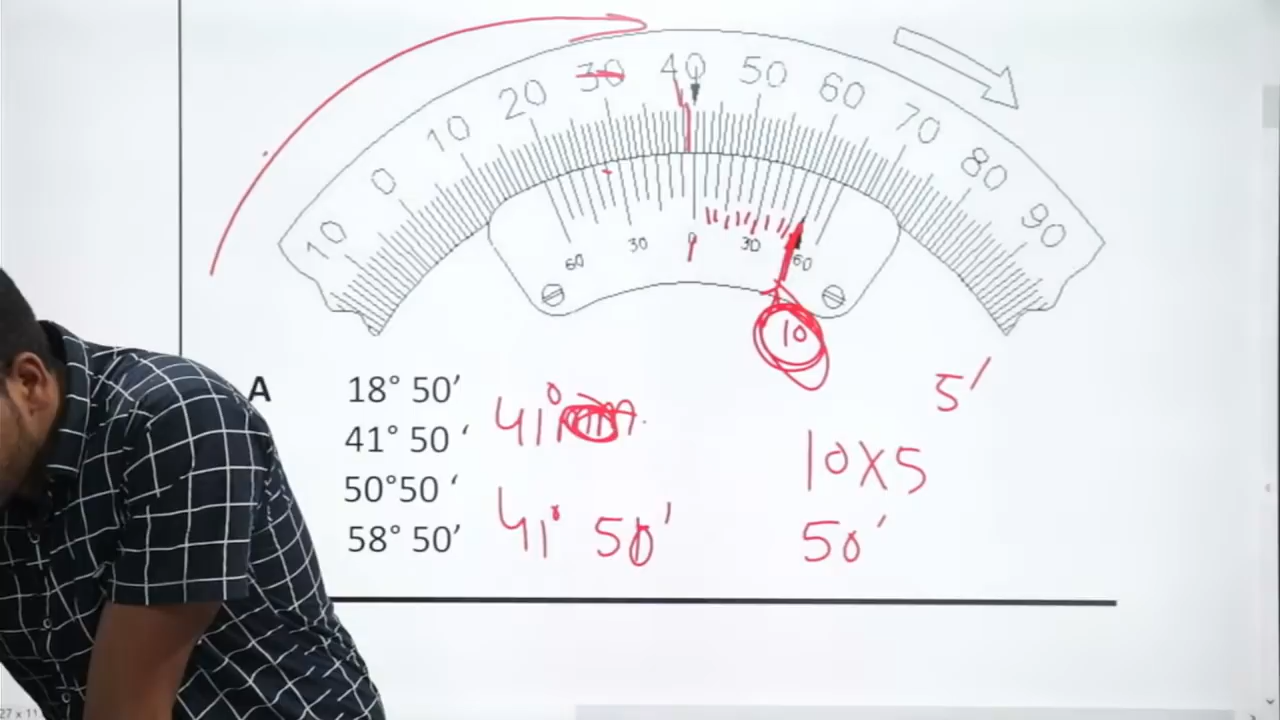 10 0 10 20 30 40 50 60 70 80 90
60 30 0 30 60
10
A
18° 50′
41° 50 ‘
50°50 ‘
58° 50′
41°
41° 50′
5′
10X5
50′